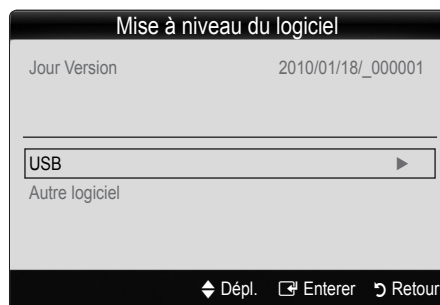 Mise à niveau du logiciel
Jour Version 2010/01/18/_000001
USB ►
Autre logiciel
Dépl. Enterer Retour